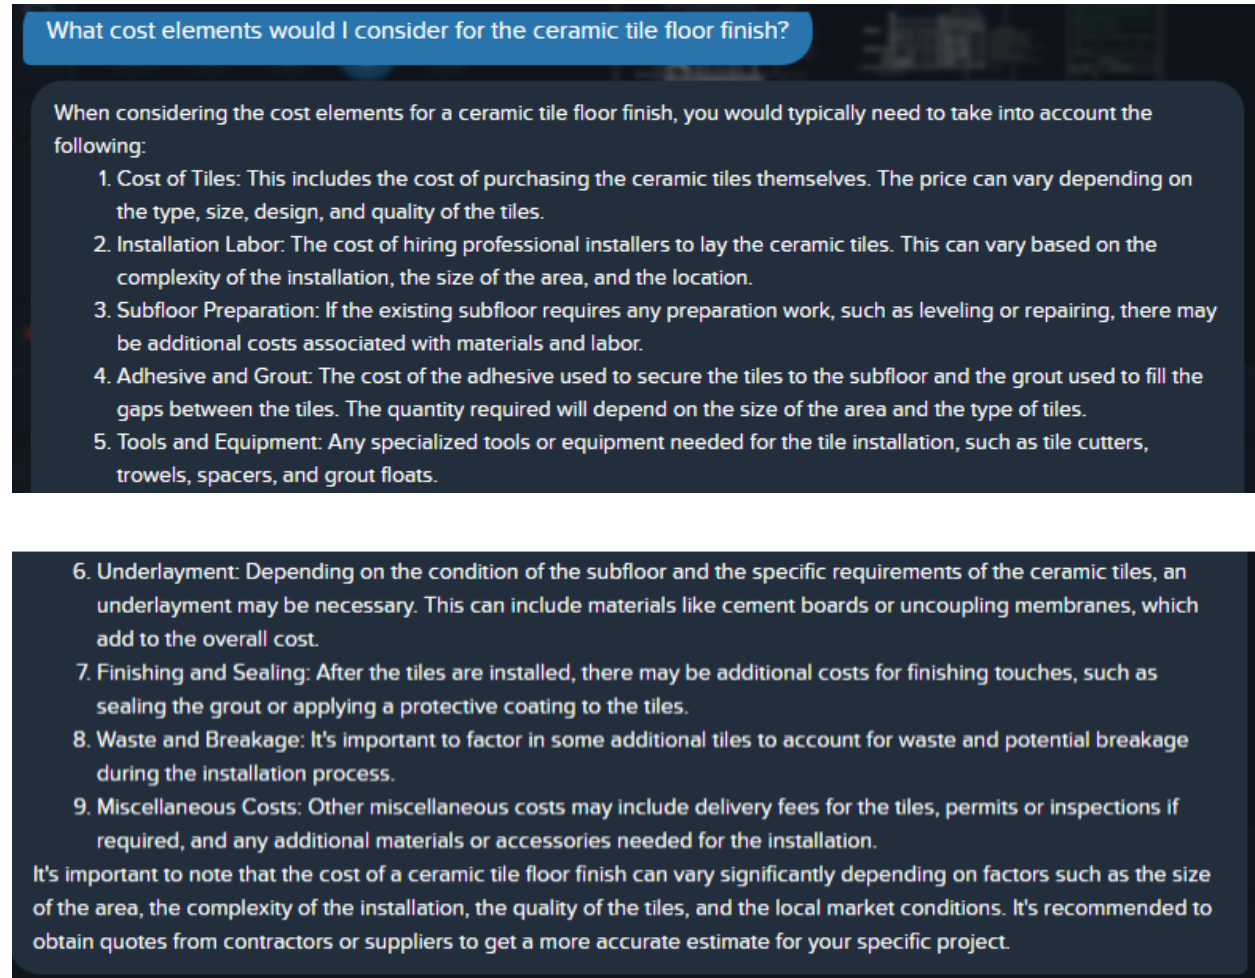 What cost elements would I consider for the ceramic tile floor finish?
When considering the cost elements for a ceramic tile floor finish, you would typically need to take into account the
following:
1. Cost of Tiles: This includes the cost of purchasing the ceramic tiles themselves. The price can vary depending on
the type, size, design, and quality of the tiles.
2. Installation Labor: The cost of hiring professional installers to lay the ceramic tiles. This can vary based on the
complexity of the installation, the size of the area, and the location.
3. Subfloor Preparation: If the existing subfloor requires any preparation work, such as leveling or repairing, there may
be additional costs associated with materials and labor.
4. Adhesive and Grout: The cost of the adhesive used to secure the tiles to the subfloor and the grout used to fill the
gaps between the tiles. The quantity required will depend on the size of the area and the type of tiles.
5. Tools and Equipment: Any specialized tools or equipment needed for the tile installation, such as tile cutters,
trowels, spacers, and grout floats.
6. Underlayment: Depending on the condition of the subfloor and the specific requirements of the ceramic tiles, an
underlayment may be necessary. This can include materials like cement boards or uncoupling membranes, which
add to the overall cost.
7. Finishing and Sealing: After the tiles are installed, there may be additional costs for finishing touches, such as
sealing the grout or applying a protective coating to the tiles.
8. Waste and Breakage: It's important to factor in some additional tiles to account for waste and potential breakage
during the installation process.
9. Miscellaneous Costs: Other miscellaneous costs may include delivery fees for the tiles, permits or inspections if
required, and any additional materials or accessories needed for the installation.
It's important to note that the cost of a ceramic tile floor finish can vary significantly depending on factors such as the size
of the area, the complexity of the installation, the quality of the tiles, and the local market conditions. It's recommended to
obtain quotes from contractors or suppliers to get a more accurate estimate for your specific project.